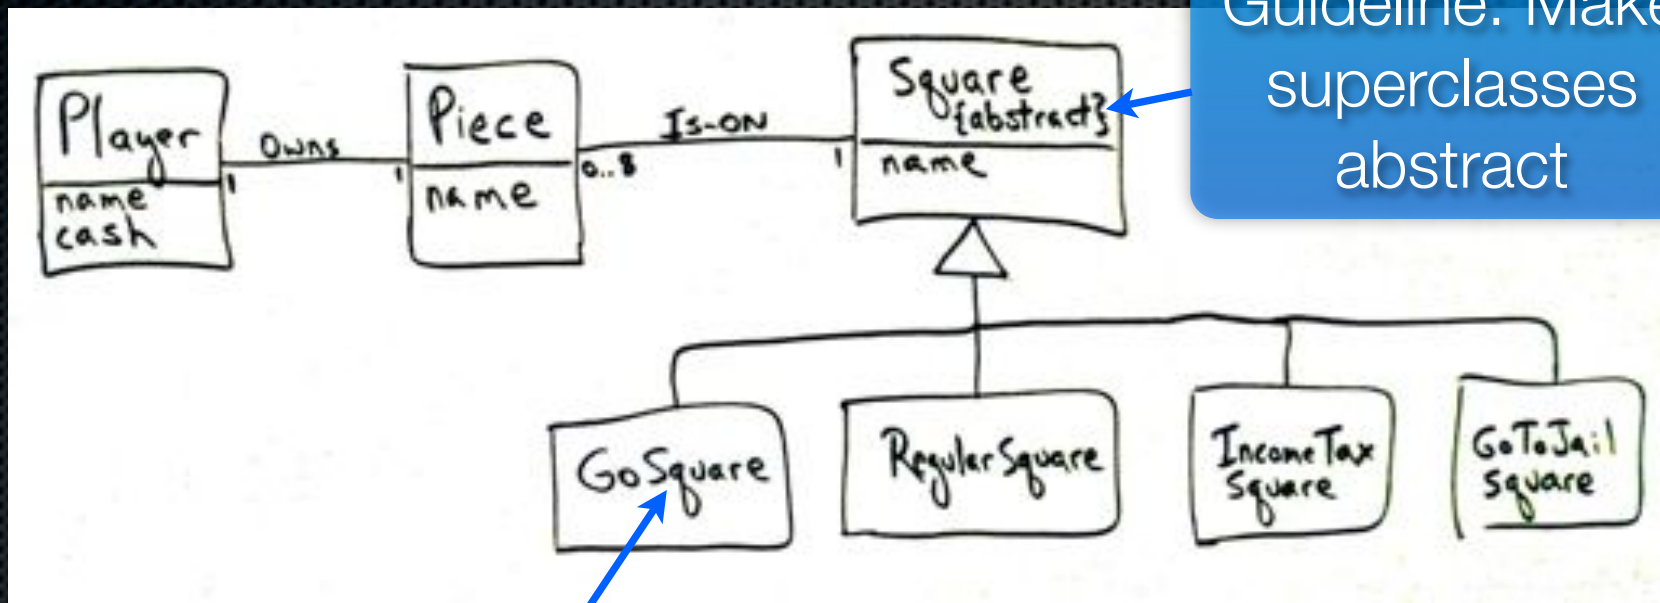 Guideline: Make
superclasses
abstract
Player
name
cash
1
Owns
1
Piece
name
0..8
Is-ON
1
Square
{abstract}
name
GoSquare
RegularSquare
IncomeTax
Square
GoToJail
Square